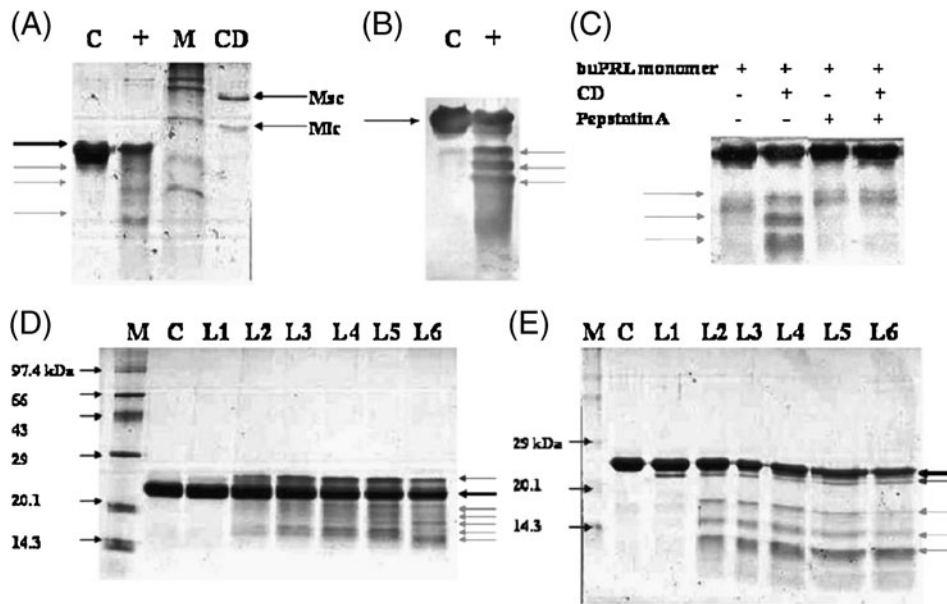 (A)
C + M CD
Msc
Mlc
(B)
C +
(C)
buPRL monomer + + + +
CD - + - +
Pepstatin A - - + +
(D)
M C L1 L2 L3 L4 L5 L6
97.4 kDa
66
43
29
20.1
14.3
(E)
M C L1 L2 L3 L4 L5 L6
29 kDa
20.1
14.3